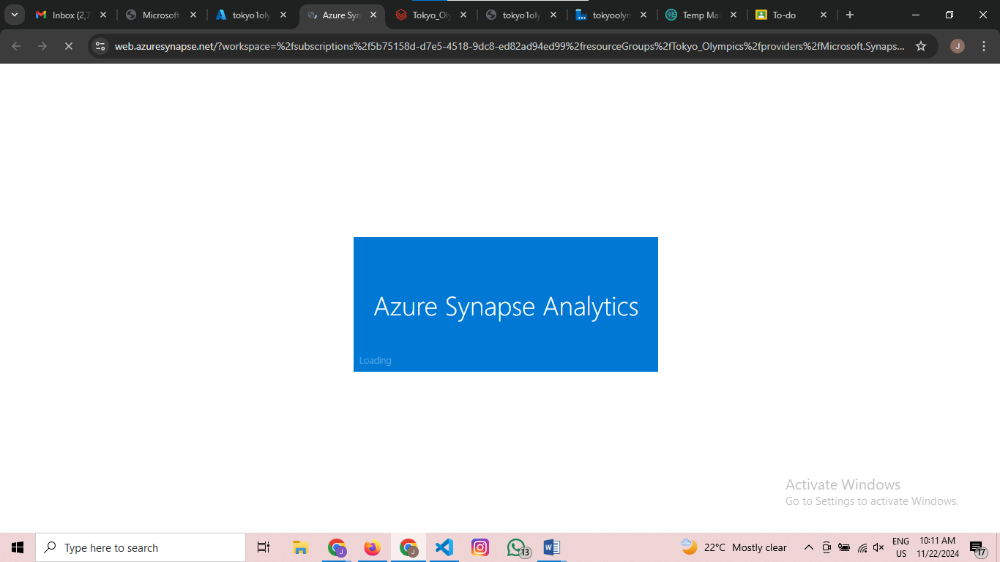 Inbox (2,7
Microsoft
tokyo1oly
Azure Syn
Tokyo_Oly
tokyo1oly
tokyoolyn
Temp Mai
To-do
web.azuresynapse.net/?workspace=%2fsubscriptions%2f5b75158d-d7e5-4518-9dc8-ed82ad94ed99%2fresourceGroups%2fTokyo_Olympics%2fproviders%2fMicrosoft.Synaps...
J
Azure Synapse Analytics
Loading
Activate Windows
Go to Settings to activate Windows.
Type here to search
J
J
13
22°C Mostly clear
ENG
US
10:11 AM
11/22/2024
17